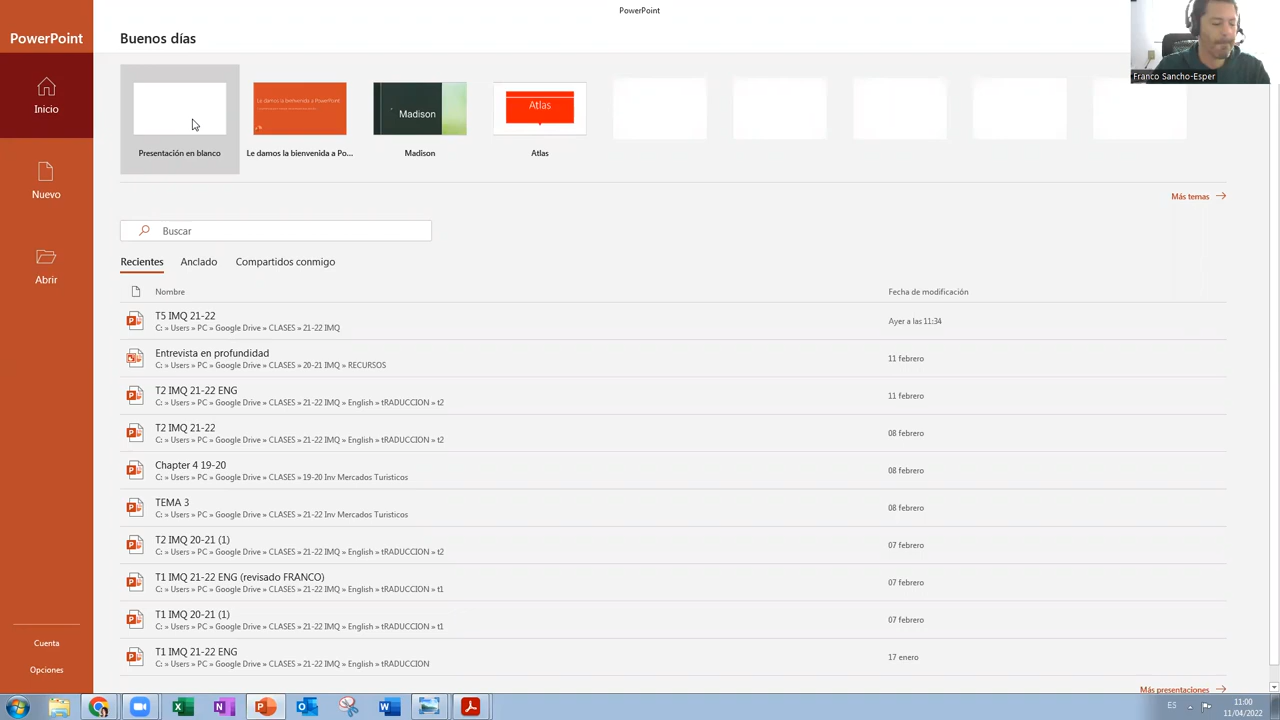 PowerPoint
PowerPoint
Buenos días
Franco Sancho-Esper
Inicio
Nuevo
Abrir
Cuenta
Opciones
Le damos la bienvenida a PowerPoint
Madison
Atlas
Presentación en blanco
Le damos la bienvenida a Po...
Madison
Atlas
Más temas
Buscar
Recientes Anclado Compartidos conmigo
Nombre Fecha de modificación
T5 IMQ 21-22
C: » Users » PC » Google Drive » CLASES » 21-22 IMQ
Ayer a las 11:34
Entrevista en profundidad
C: » Users » PC » Google Drive » CLASES » 20-21 IMQ » RECURSOS
11 febrero
T2 IMQ 21-22 ENG
C: » Users » PC » Google Drive » CLASES » 21-22 IMQ » English » tRADUCCION » t2
11 febrero
T2 IMQ 21-22
C: » Users » PC » Google Drive » CLASES » 21-22 IMQ » English » tRADUCCION » t2
08 febrero
Chapter 4 19-20
C: » Users » PC » Google Drive » CLASES » 19-20 Inv Mercados Turisticos
08 febrero
TEMA 3
C: » Users » PC » Google Drive » CLASES » 21-22 Inv Mercados Turisticos
08 febrero
T2 IMQ 20-21 (1)
C: » Users » PC » Google Drive » CLASES » 21-22 IMQ » English » tRADUCCION » t2
07 febrero
T1 IMQ 21-22 ENG (revisado FRANCO)
C: » Users » PC » Google Drive » CLASES » 21-22 IMQ » English » tRADUCCION » t1
07 febrero
T1 IMQ 20-21 (1)
C: » Users » PC » Google Drive » CLASES » 21-22 IMQ » English » tRADUCCION » t1
07 febrero
T1 IMQ 21-22 ENG
C: » Users » PC » Google Drive » CLASES » 21-22 IMQ » English » tRADUCCION
17 enero
Más presentaciones
ES
11:00
11/04/2022